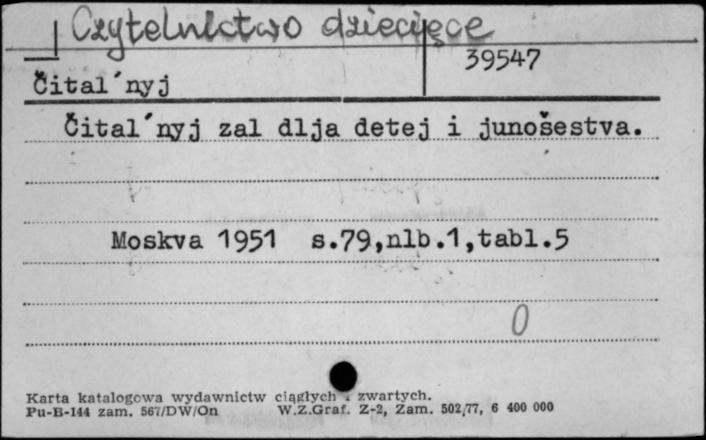 Czytelnictwo dziecięce
39547
Čital´nyj
Čital´nyj zal dlja detej i junošestva.
Moskva 1951 s.79,nlb.1,tabl.5
0
Karta katalogowa wydawnictw ciągłych i zwartych.
Pu-B-144 zam. 567/DW/On W.Z.Graf. Z-2, Zam. 502/77, 6 400 000